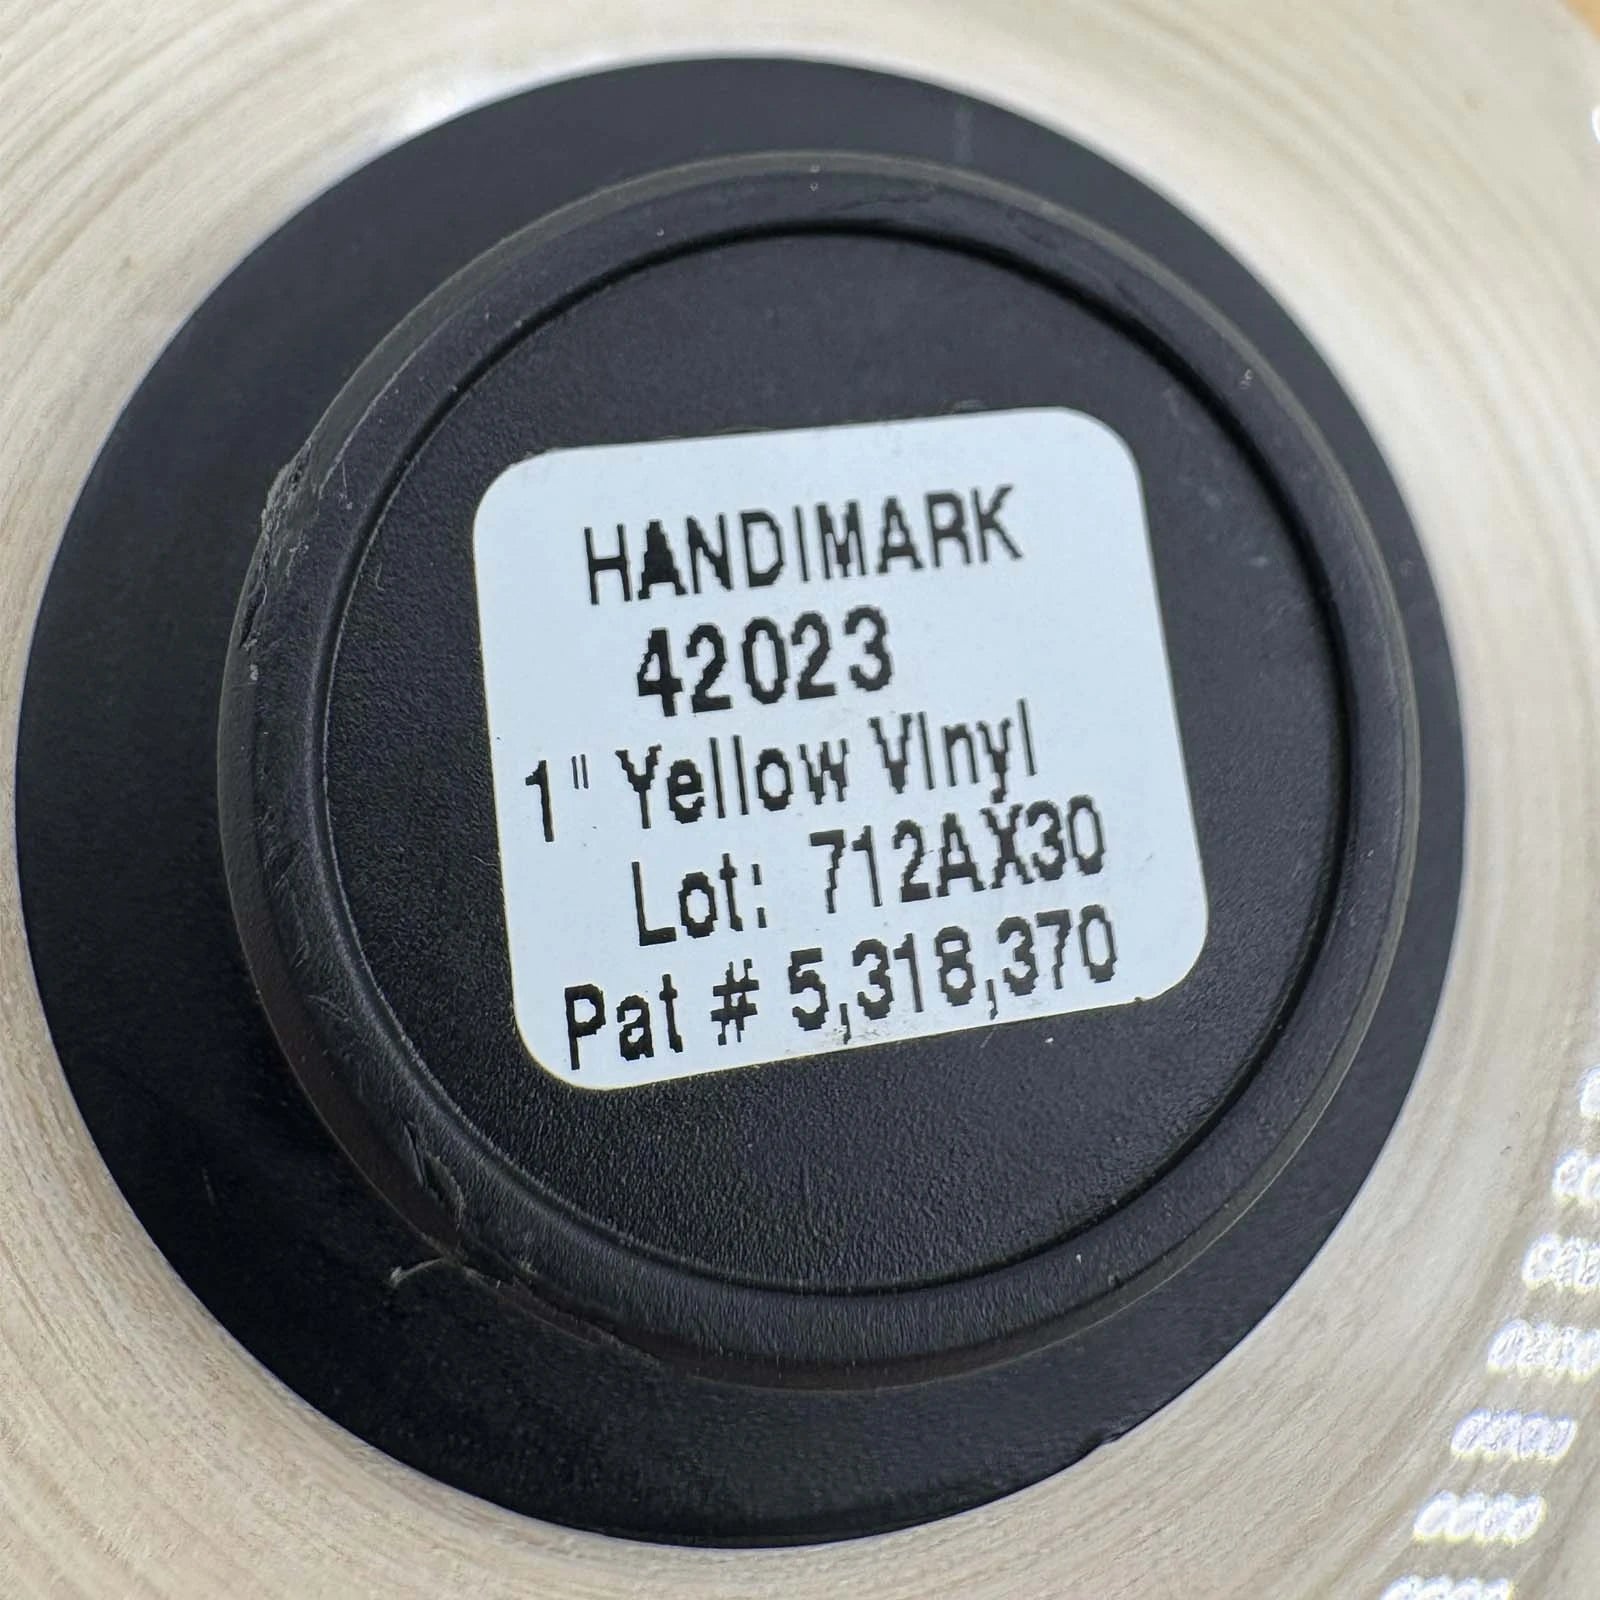 HANDIMARK
42023
1" Yellow VInyl
Lot: 712AX30
Pat # 5,318,370